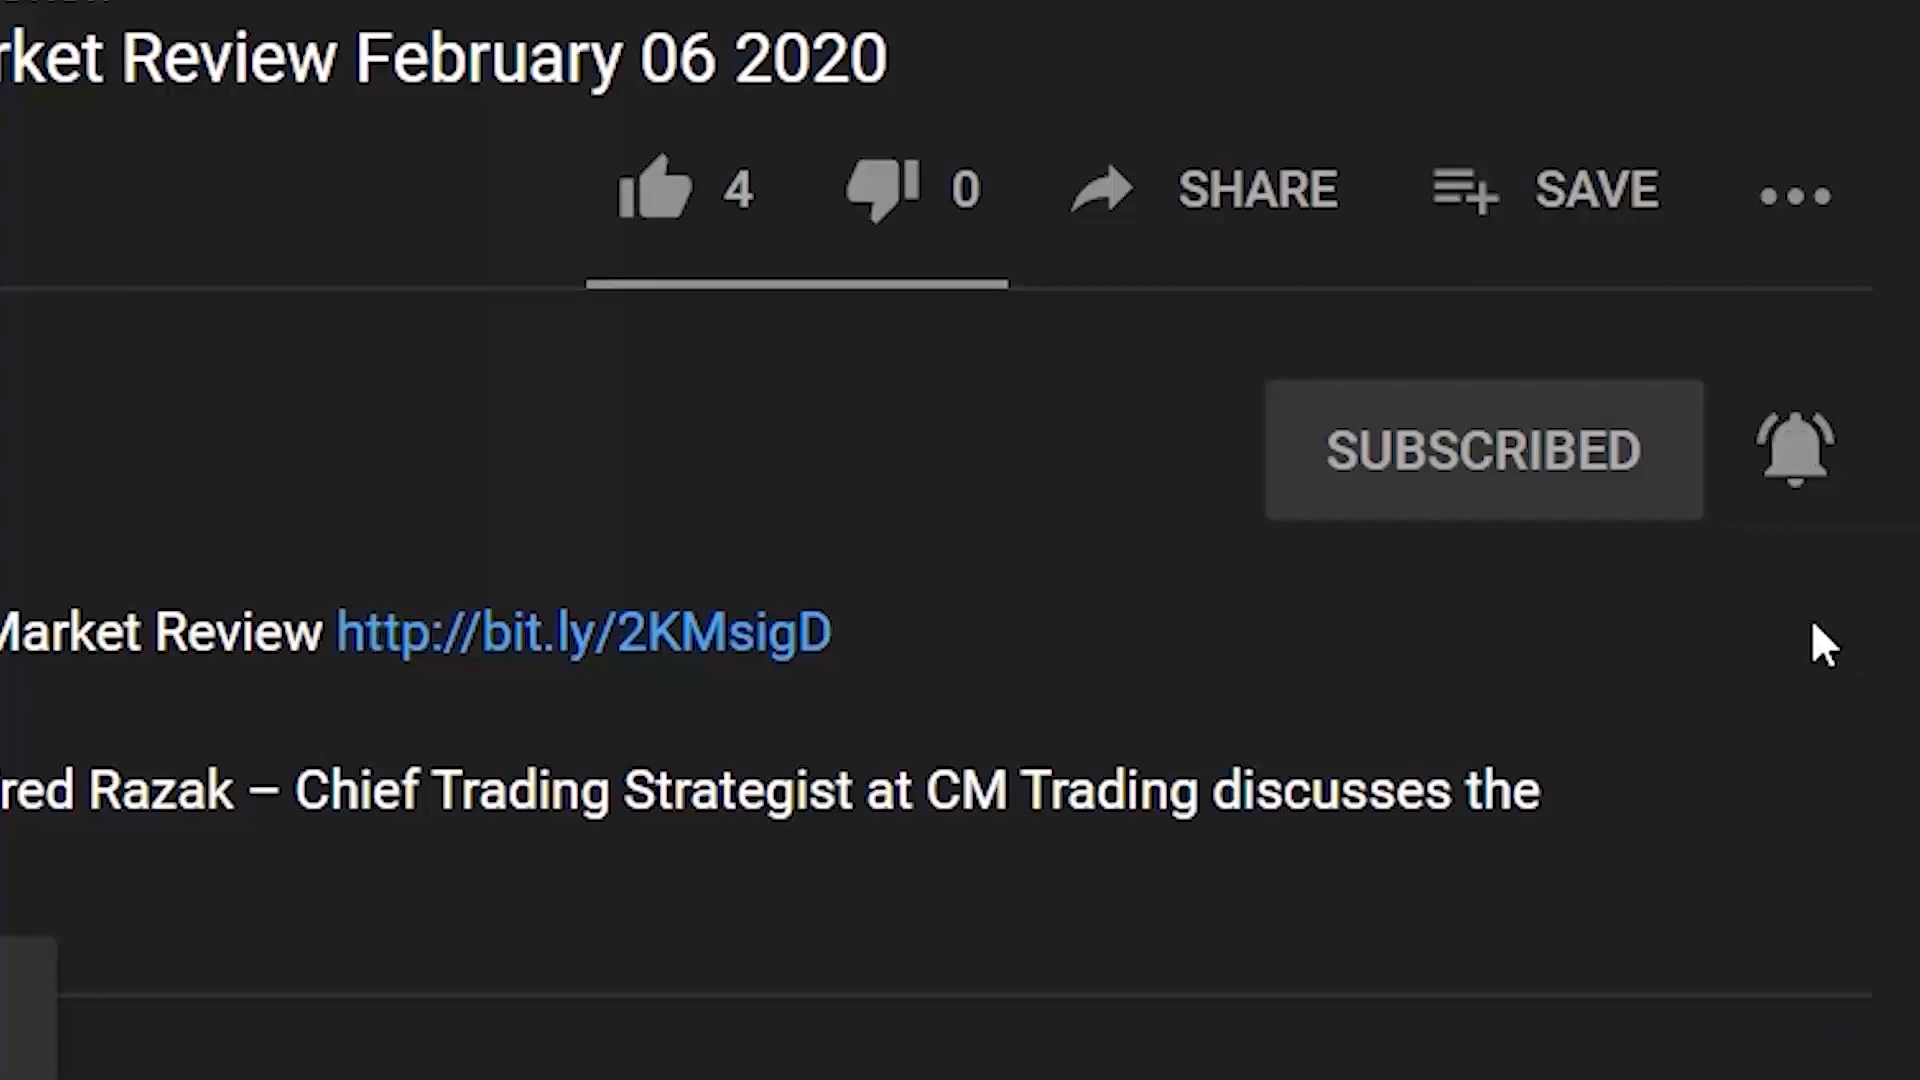 rket Review February 06 2020
4 0 SHARE SAVE
SUBSCRIBED
Market Review http://bit.ly/2KMsigD
red Razak – Chief Trading Strategist at CM Trading discusses the